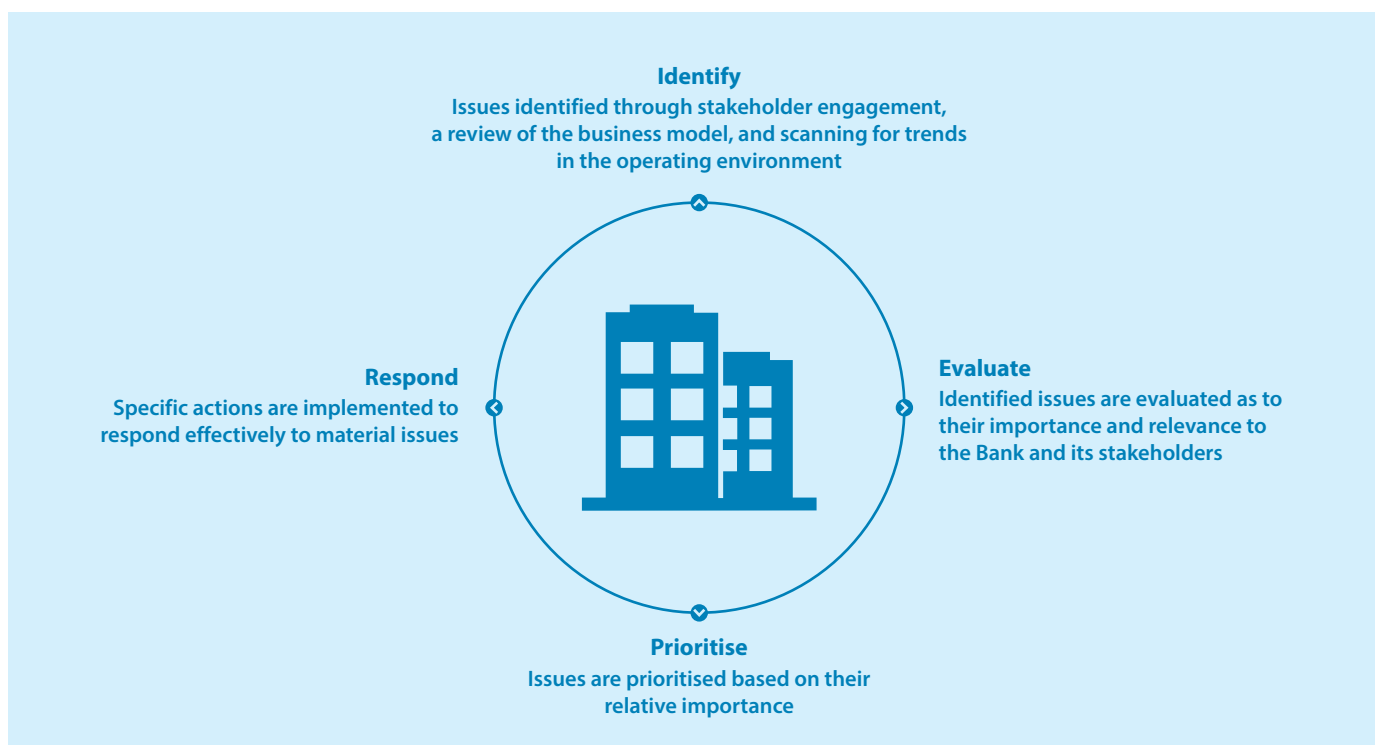 Identify
Issues identified through stakeholder engagement,
a review of the business model, and scanning for trends
in the operating environment
Evaluate
Identified issues are evaluated as to
their importance and relevance to
the Bank and its stakeholders
Prioritise
Issues are prioritised based on their
relative importance
Respond
Specific actions are implemented to
respond effectively to material issues